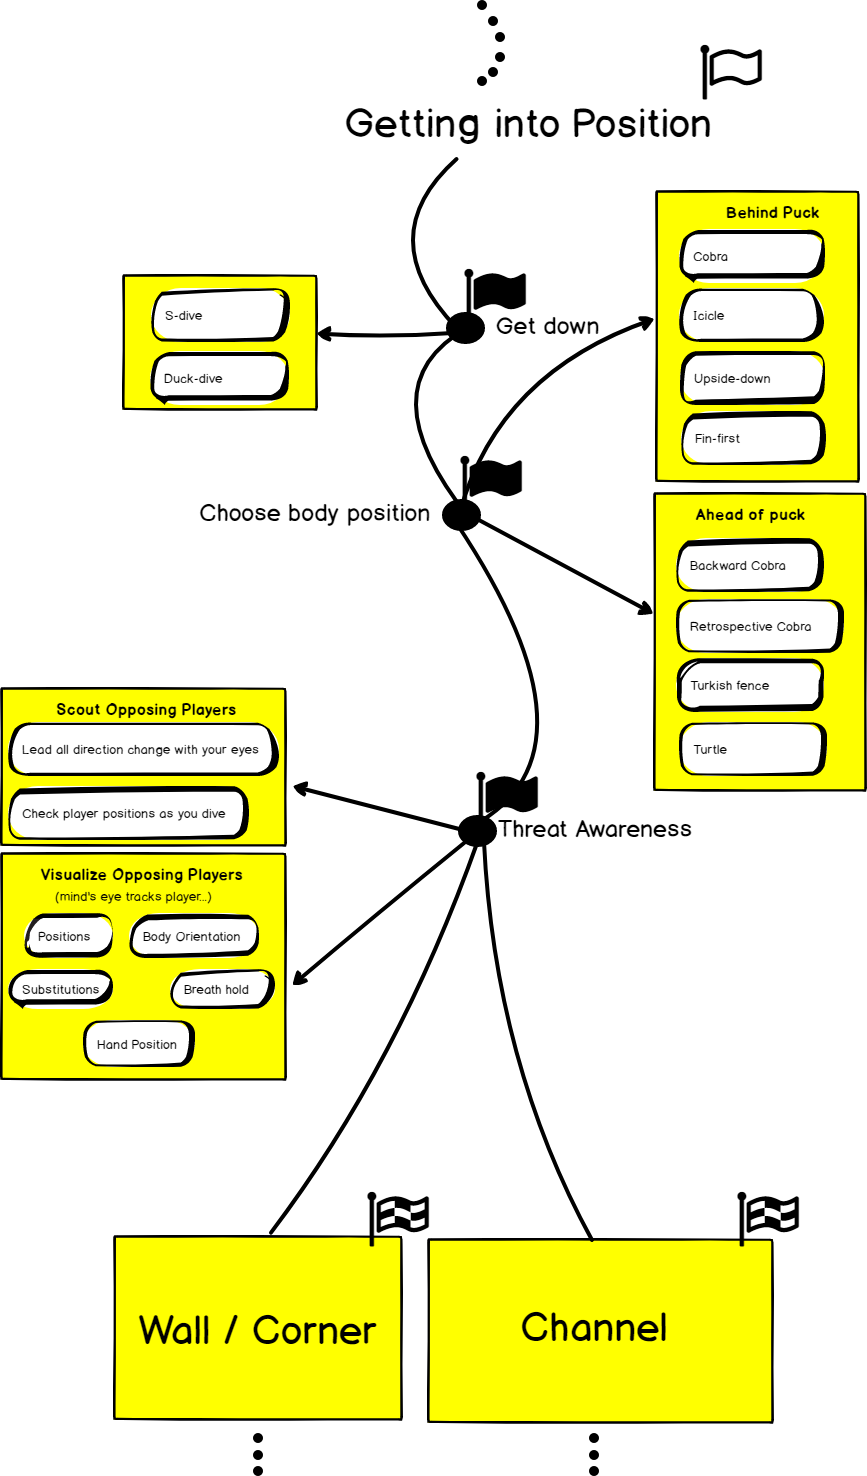 Getting into Position
Behind Puck
Cobra
Icicle
Upside-down
Fin-first
S-dive
Duck-dive
Get down
Choose body position
Ahead of puck
Backward Cobra
Retrospective Cobra
Turkish fence
Turtle
Scout Opposing Players
Lead all direction change with your eyes
Check player positions as you dive
Threat Awareness
Visualize Opposing Players
(mind's eye tracks player...)
Positions
Body Orientation
Substitutions
Breath hold
Hand Position
Wall / Corner
Channel